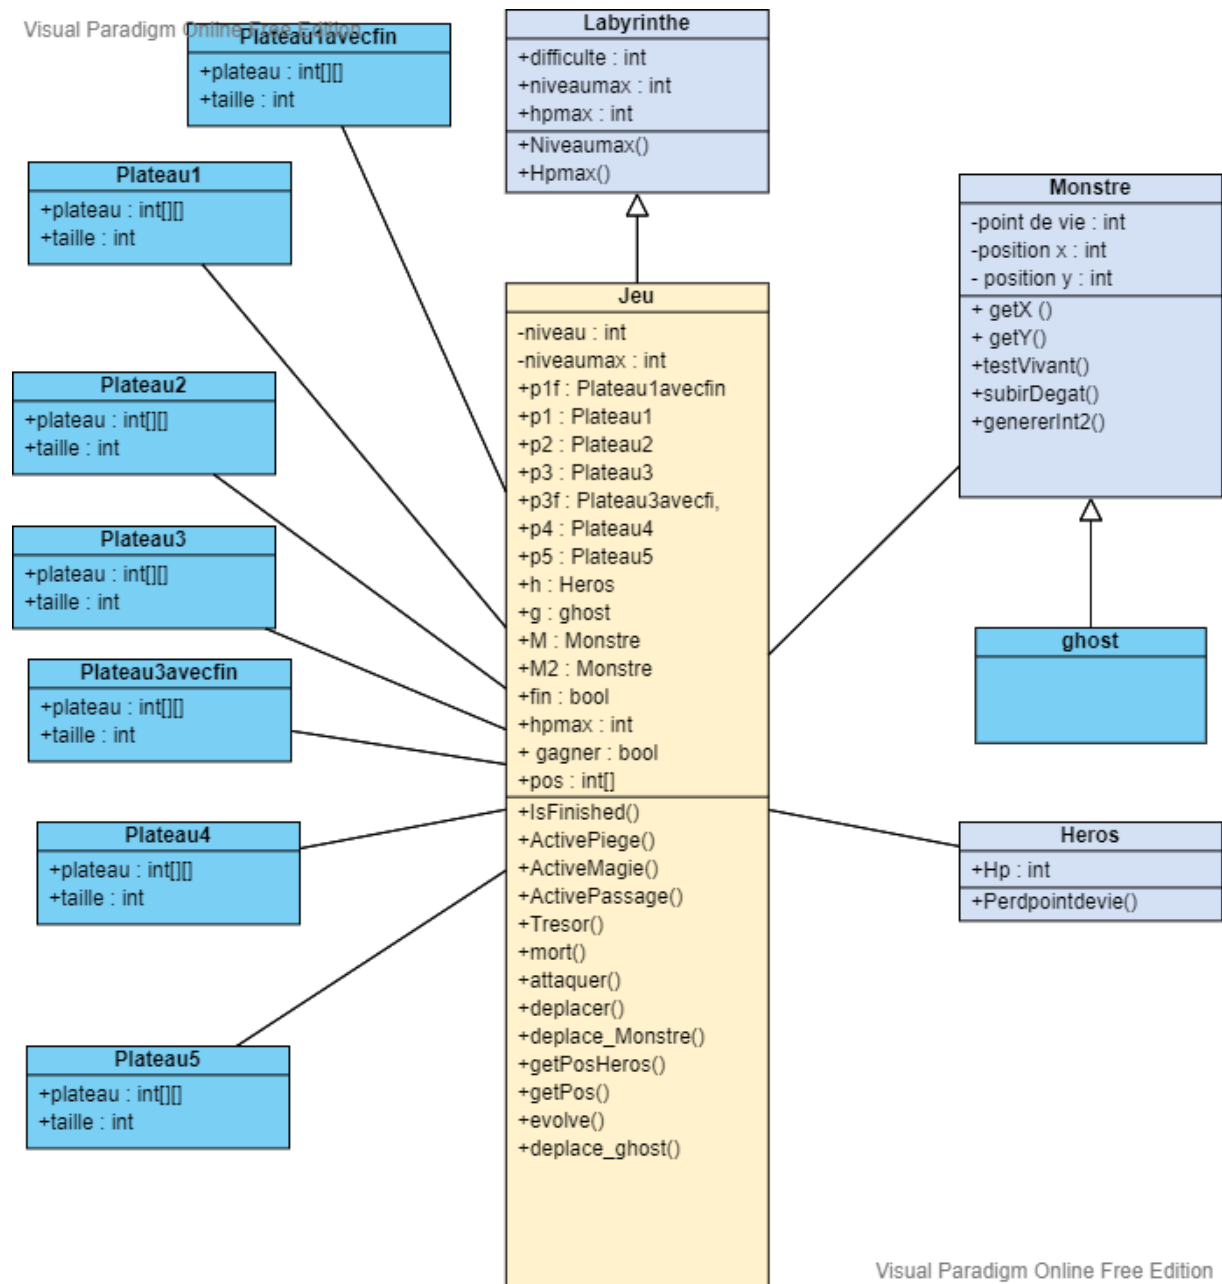 Visual Paradigm Online Free Edition
Plateau1avecfin
+plateau : int[][]
+taille : int
Labyrinthe
+difficulte : int
+niveaumax : int
+hpmax : int
+Niveaumax()
+Hpmax()
Plateau1
+plateau : int[][]
+taille : int
Monstre
-point de vie : int
-position x : int
- position y : int
+ getX ()
+ getY()
+testVivant()
+subirDegat()
+genererInt2()
Jeu
-niveau : int
-niveaumax : int
+p1f : Plateau1avecfin
+p1 : Plateau1
+p2 : Plateau2
+p3 : Plateau3
+p3f : Plateau3avecfi,
+p4 : Plateau4
+p5 : Plateau5
+h : Heros
+g : ghost
+M : Monstre
+M2 : Monstre
+fin : bool
+hpmax : int
+ gagner : bool
+pos : int[]
+IsFinished()
+ActivePiege()
+ActiveMagie()
+ActivePassage()
+Tresor()
+mort()
+attaquer()
+deplacer()
+deplace_Monstre()
+getPosHeros()
+getPos()
+evolve()
+deplace_ghost()
Plateau2
+plateau : int[][]
+taille : int
Plateau3
+plateau : int[][]
+taille : int
Plateau3avecfin
+plateau : int[][]
+taille : int
ghost
Plateau4
+plateau : int[][]
+taille : int
Heros
+Hp : int
+Perdpointdevie()
Plateau5
+plateau : int[][]
+taille : int
Visual Paradigm Online Free Edition